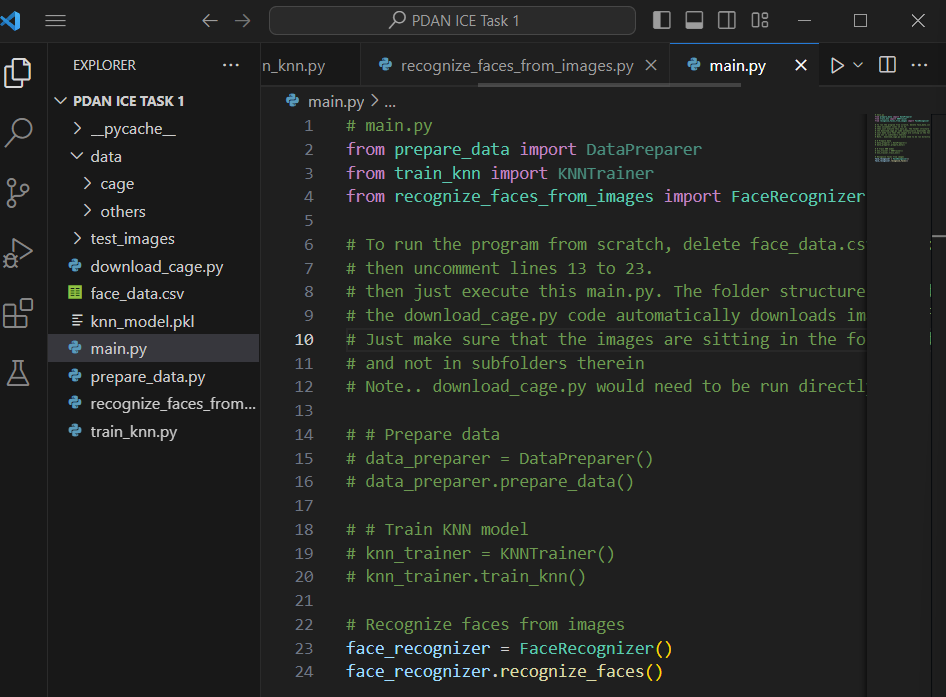 PDAN ICE Task 1
EXPLORER
PDAN ICE TASK 1
__pycache__
data
cage
others
test_images
download_cage.py
face_data.csv
knn_model.pkl
main.py
prepare_data.py
recognize_faces_from...
train_knn.py
n_knn.py
recognize_faces_from_images.py
main.py
main.py > ...
1 # main.py
2 from prepare_data import DataPreparer
3 from train_knn import KNNTrainer
4 from recognize_faces_from_images import FaceRecognizer
5
6 # To run the program from scratch, delete face_data.cs
7 # then uncomment lines 13 to 23.
8 # then just execute this main.py. The folder structure
9 # the download_cage.py code automatically downloads im
10 # Just make sure that the images are sitting in the fo
11 # and not in subfolders therein
12 # Note.. download_cage.py would need to be run directl
13
14 # # Prepare data
15 # data_preparer = DataPreparer()
16 # data_preparer.prepare_data()
17
18 # # Train KNN model
19 # knn_trainer = KNNTrainer()
20 # knn_trainer.train_knn()
21
22 # Recognize faces from images
23 face_recognizer = FaceRecognizer()
24 face_recognizer.recognize_faces()